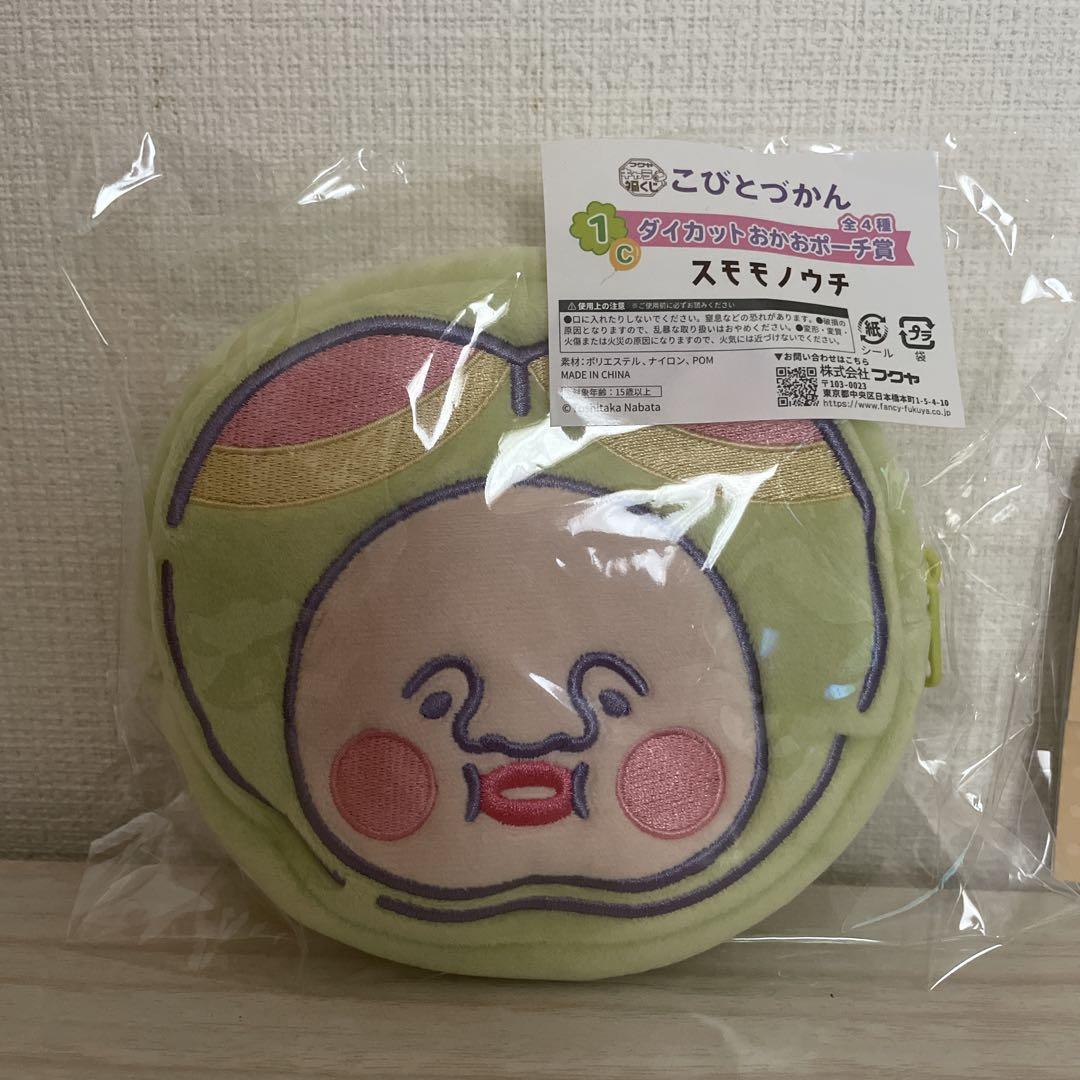 フクヤ
キャラ福くじ
こびとづかん
1
C
ダイカットおかおポーチ賞
全4種
スモモノウチ
⚠使用上の注意 ※ご使用前に必ずお読みください
●口に入れたりしないでください。窒息などの恐れがあります。●破損の
原因となりますので、乱暴な取り扱いはおやめください。●変形・変質・
火傷または火災の原因になりますので、火気には近づけないでください。
素材:ポリエステル、ナイロン、POM
MADE IN CHINA
対象年齢:15歳以上
©Yoshitaka Nabata
紙
シール
プラ
袋
▼お問い合わせはこちら
株式会社フクヤ
〒103-0023
東京都中央区日本橋本町1-5-4-10
https://www.fancy-fukuya.co.jp